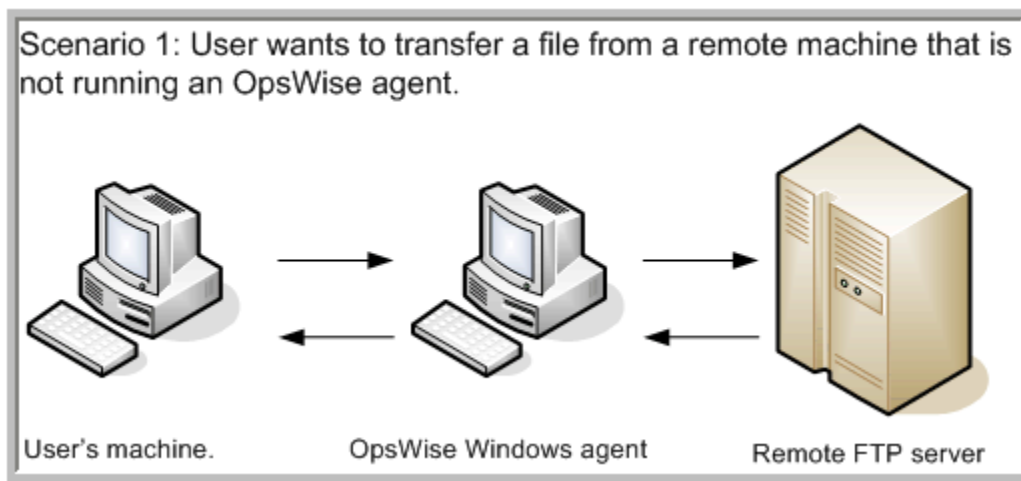 Scenario 1: User wants to transfer a file from a remote machine that is
not running an OpsWise agent.
User's machine.
OpsWise Windows agent
Remote FTP server